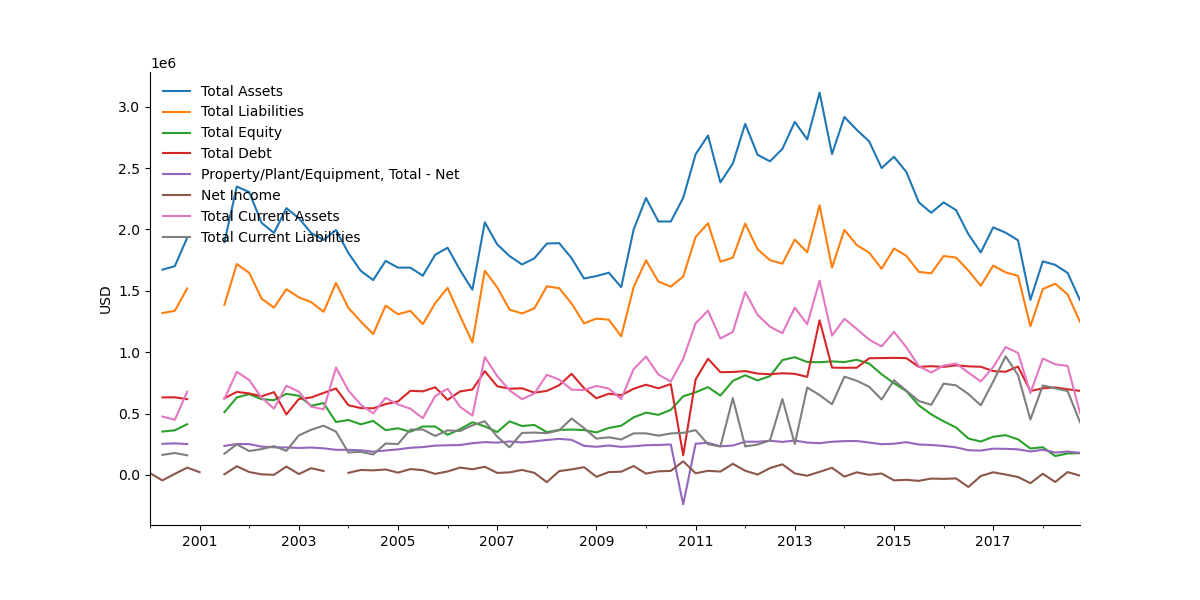 1e6
3.0
2.5
2.0
1.5
1.0
0.5
0.0
USD
Total Assets
Total Liabilities
Total Equity
Total Debt
Property/Plant/Equipment, Total - Net
Net Income
Total Current Assets
Total Current Liabilities
2001 2003 2005 2007 2009 2011 2013 2015 2017